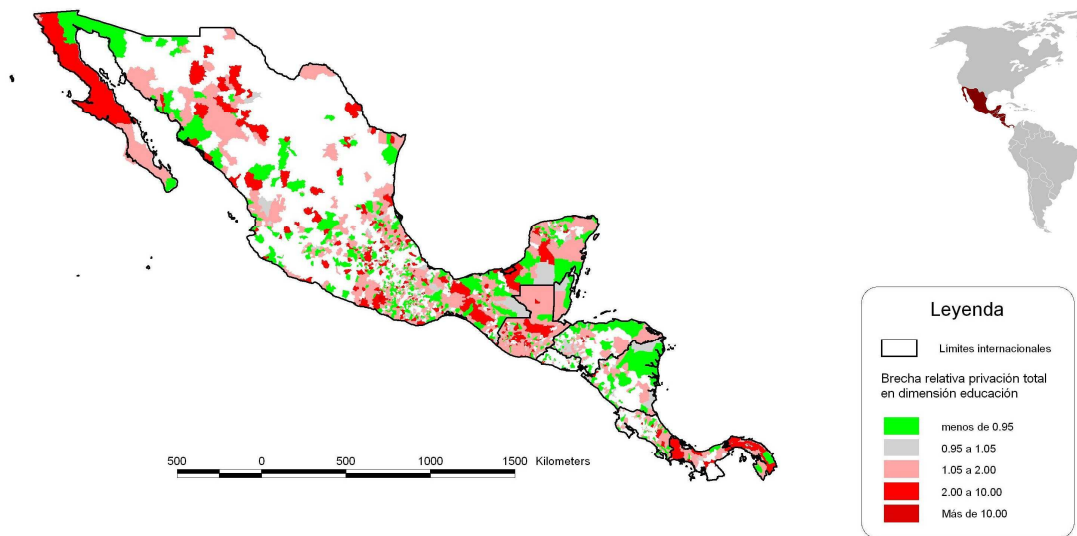 Leyenda
Límites internacionales
Brecha relativa privación total
en dimensión educación
menos de 0.95
0.95 a 1.05
1.05 a 2.00
2.00 a 10.00
Más de 10.00
500 0 500 1000 1500 Kilometers